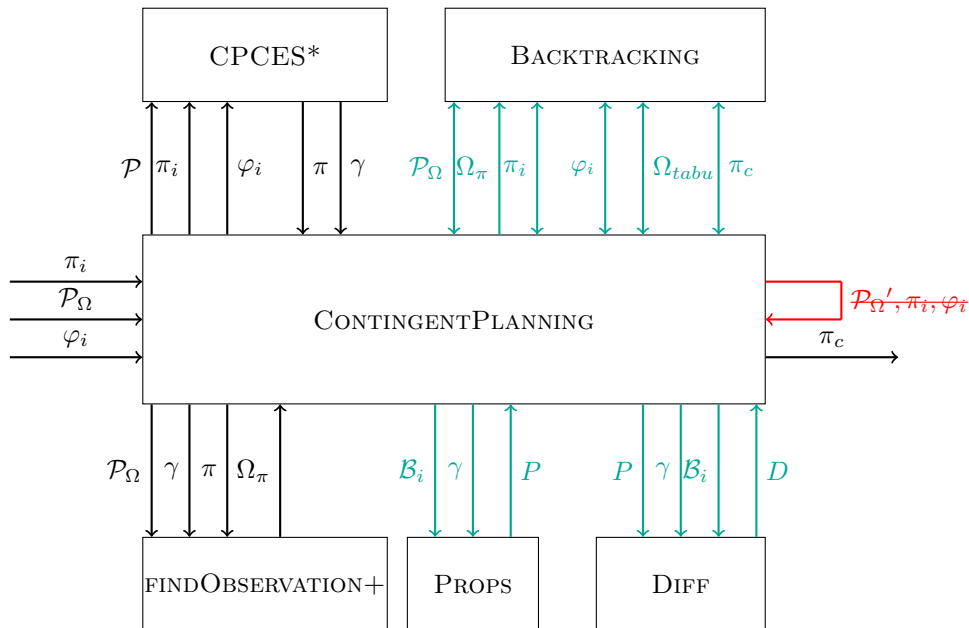 CPCES* BACKTRACKING
𝒫 π_i φ_i π γ 𝒫_Ω Ω_π π_i φ_i Ω_tabu π_c
π_i
𝒫_Ω
φ_i
CONTINGENTPLANNING
𝒫_Ω′, π_i, φ_i
π_c
𝒫_Ω γ π Ω_π ℬ_i γ P P γ ℬ_i D
FINDOBSERVATION+ PROPS DIFF